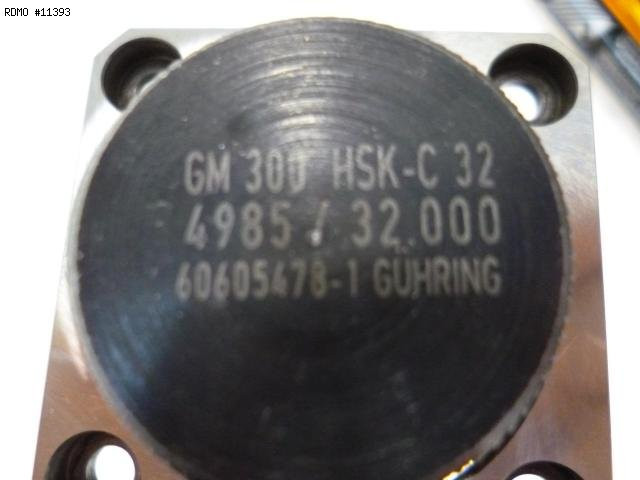 RDMO #11393
GM 300 HSK-C 32
4985 / 32.000
60605478-1 GÜHRING